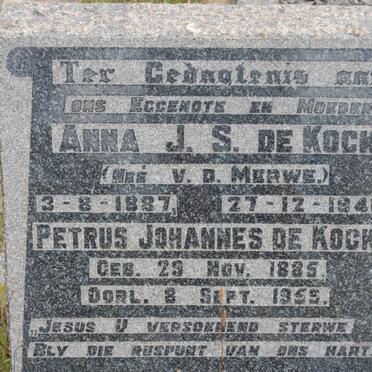 Ter Gedagtenis aan
ons Eggenote en Moeder
Anna J. S. de Kock
(Neé v. d. Merwe.)
3-8-1887, 27-12-194
Petrus Johannes de Kock
Geb. 29 Nov. 1885.
Oorl. 8 Sept. 1959.
„Jesus U versoenend sterwe
Bly die ruspunt van ons hart